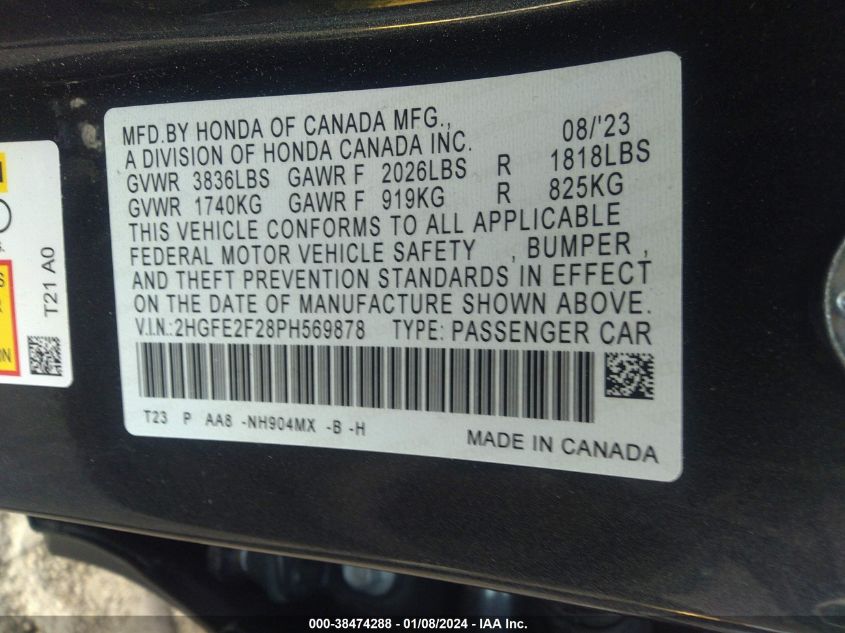 MFD.BY HONDA OF CANADA MFG., 08/'23
A DIVISION OF HONDA CANADA INC.
GVWR 3836LBS GAWR F 2026LBS R 1818LBS
GVWR 1740KG GAWR F 919KG R 825KG
THIS VEHICLE CONFORMS TO ALL APPLICABLE
FEDERAL MOTOR VEHICLE SAFETY , BUMPER ,
AND THEFT PREVENTION STANDARDS IN EFFECT
ON THE DATE OF MANUFACTURE SHOWN ABOVE.
V.I.N.:2HGFE2F28PH569878 TYPE: PASSENGER CAR
T23 P AA8 -NH904MX -B -H
MADE IN CANADA
T21 A0
000-38474288 - 01/08/2024 - IAA Inc.